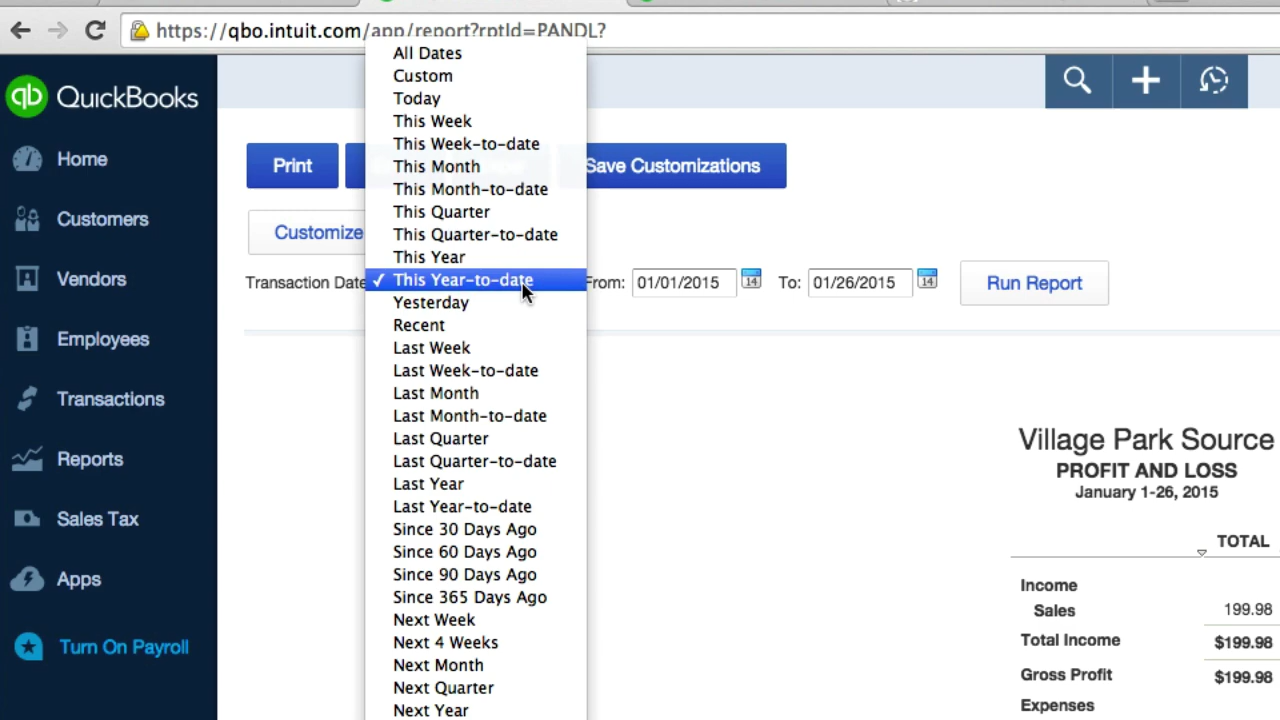 https://qbo.intuit.com/app/report?rptId=PANDL?
qb QuickBooks
Home
Customers
Vendors
Employees
Transactions
Reports
Sales Tax
Apps
Turn On Payroll
Print
Save Customizations
Customize
Transaction Date
All Dates
Custom
Today
This Week
This Week-to-date
This Month
This Month-to-date
This Quarter
This Quarter-to-date
This Year
✓ This Year-to-date
Yesterday
Recent
Last Week
Last Week-to-date
Last Month
Last Month-to-date
Last Quarter
Last Quarter-to-date
Last Year
Last Year-to-date
Since 30 Days Ago
Since 60 Days Ago
Since 90 Days Ago
Since 365 Days Ago
Next Week
Next 4 Weeks
Next Month
Next Quarter
Next Year
From: 01/01/2015 14 To: 01/26/2015 14 Run Report
Village Park Source
PROFIT AND LOSS
January 1-26, 2015
TOTAL
Income
Sales 199.98
Total Income $199.98
Gross Profit $199.98
Expenses